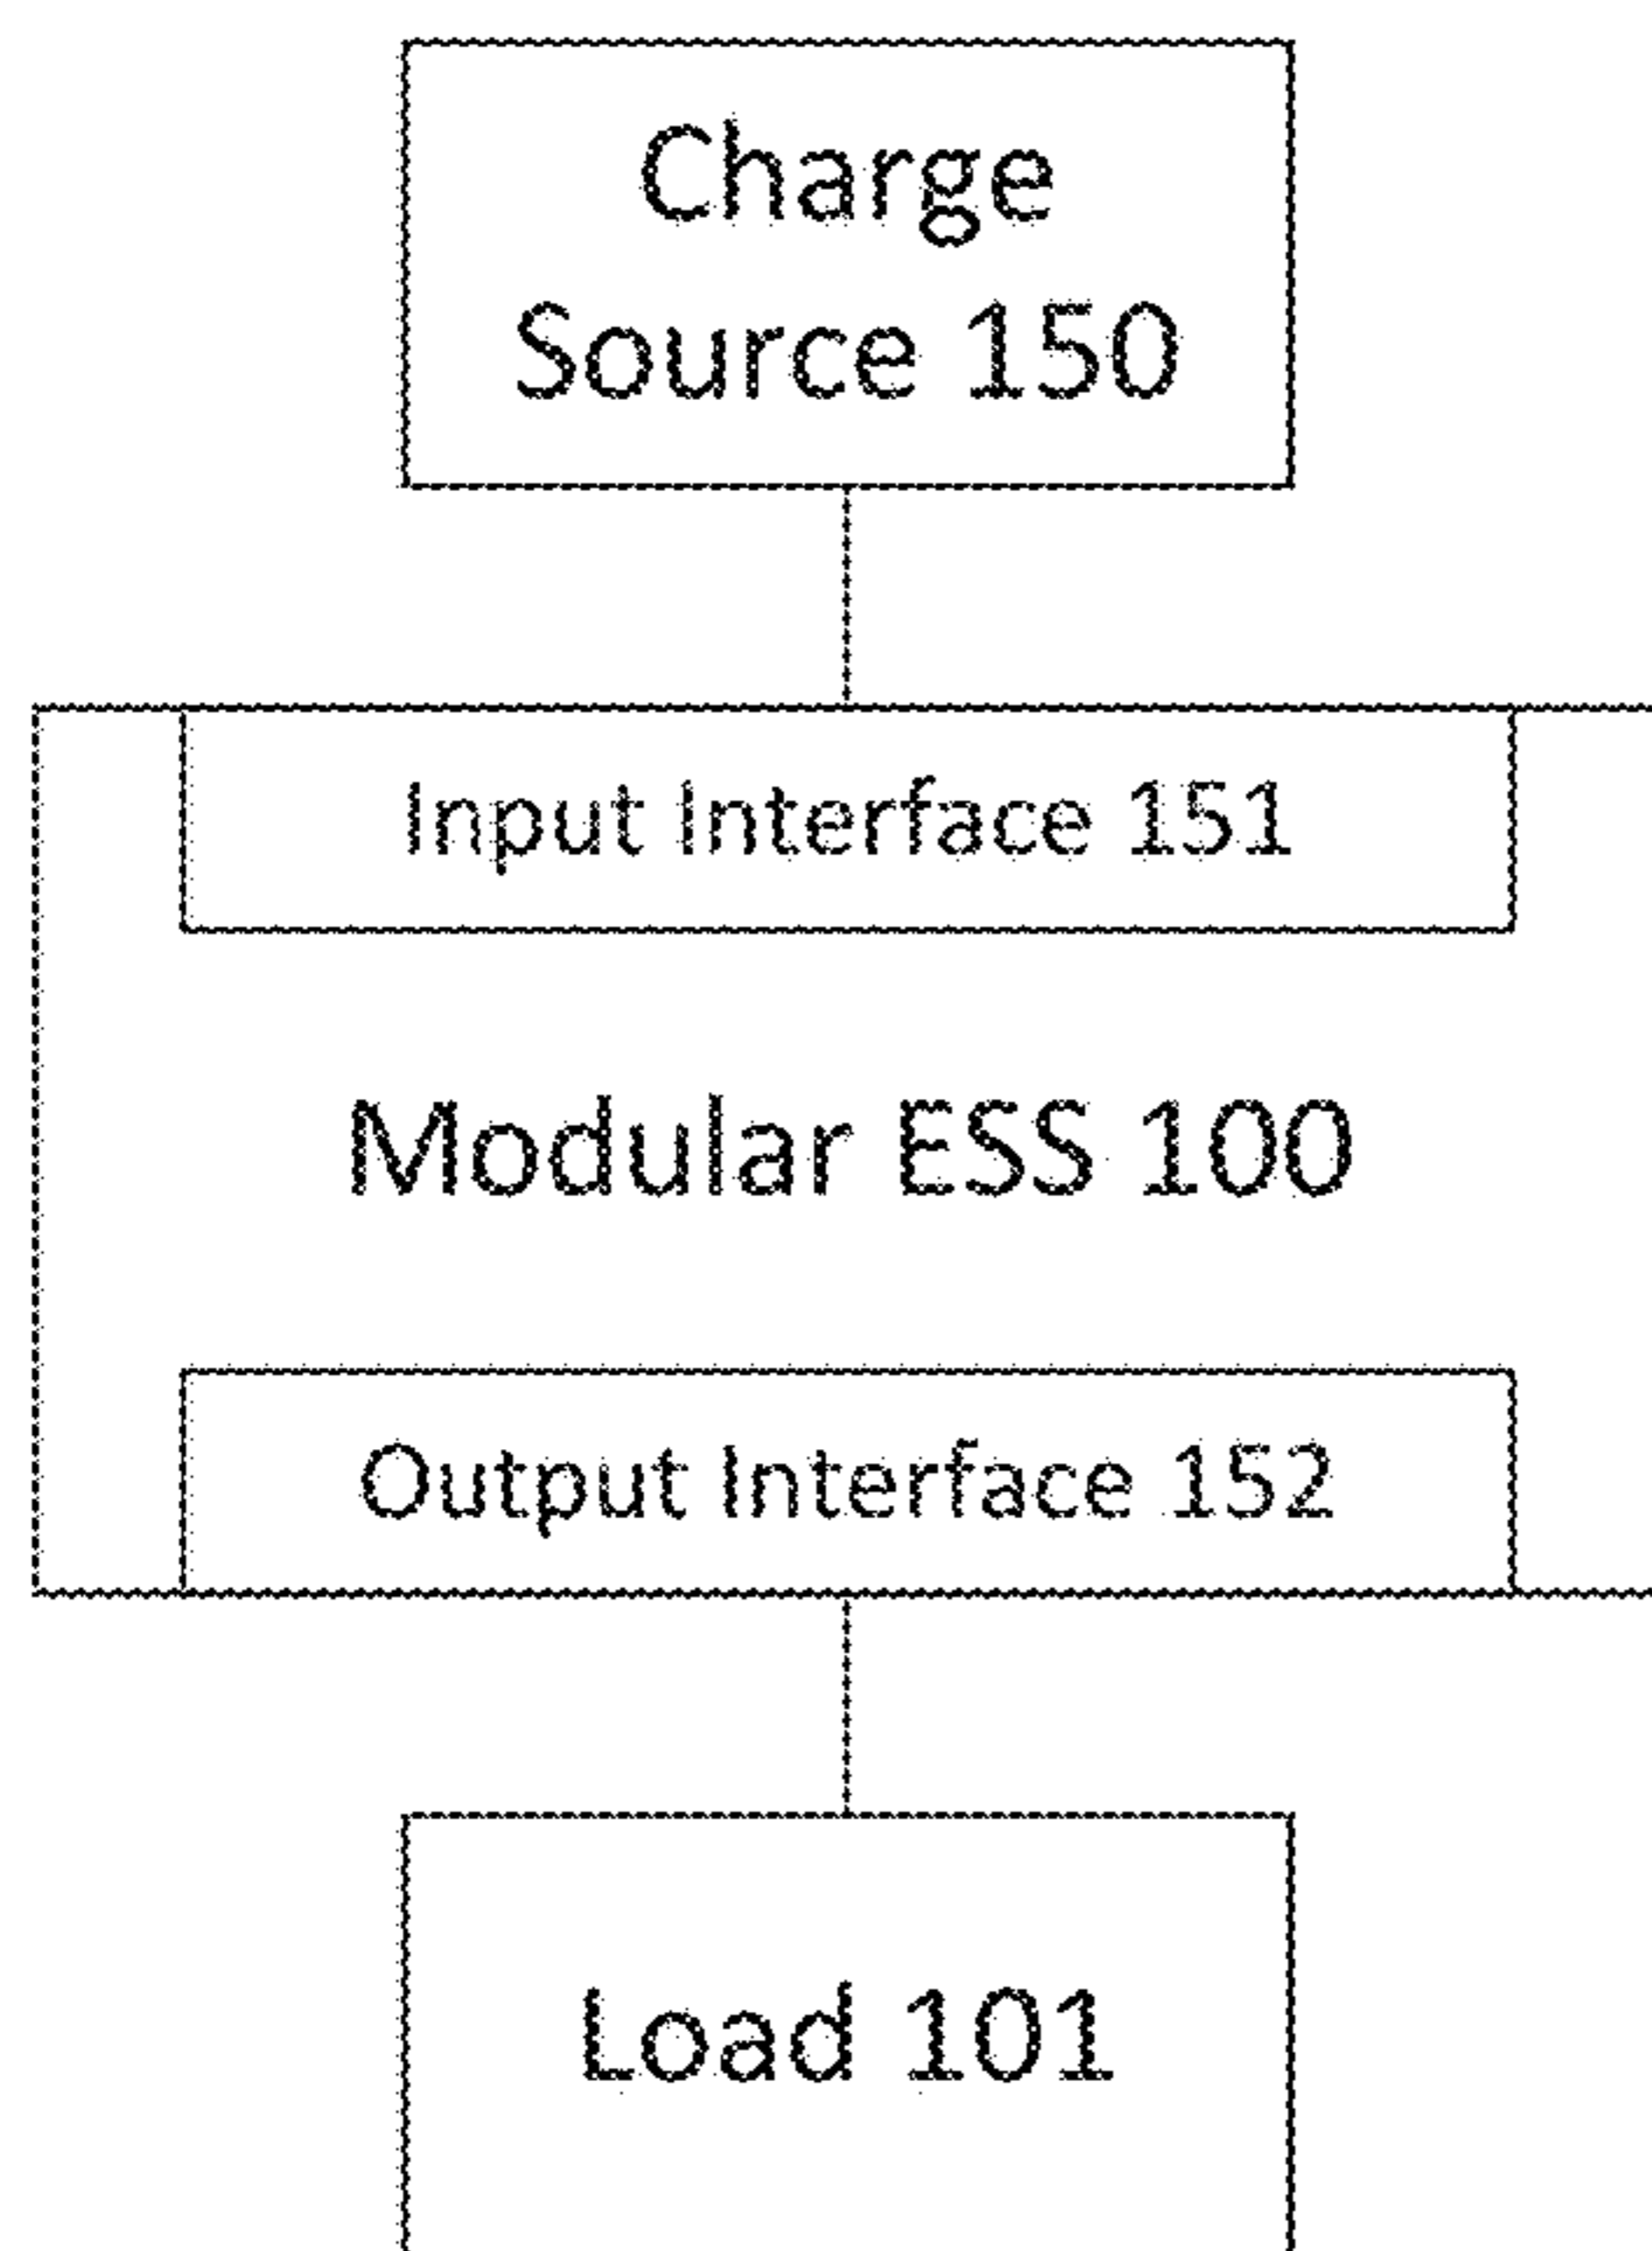 Charge
Source 150
Input Interface 151
Modular ESS 100
Output Interface 152
Load 101